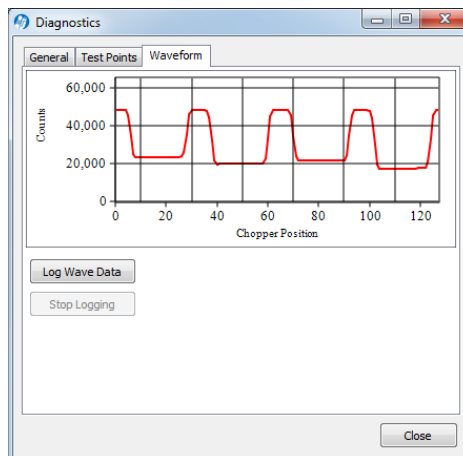 Diagnostics
General Test Points Waveform
60,000
40,000
20,000
0
Counts
0 20 40 60 80 100 120
Chopper Position
Log Wave Data
Stop Logging
Close